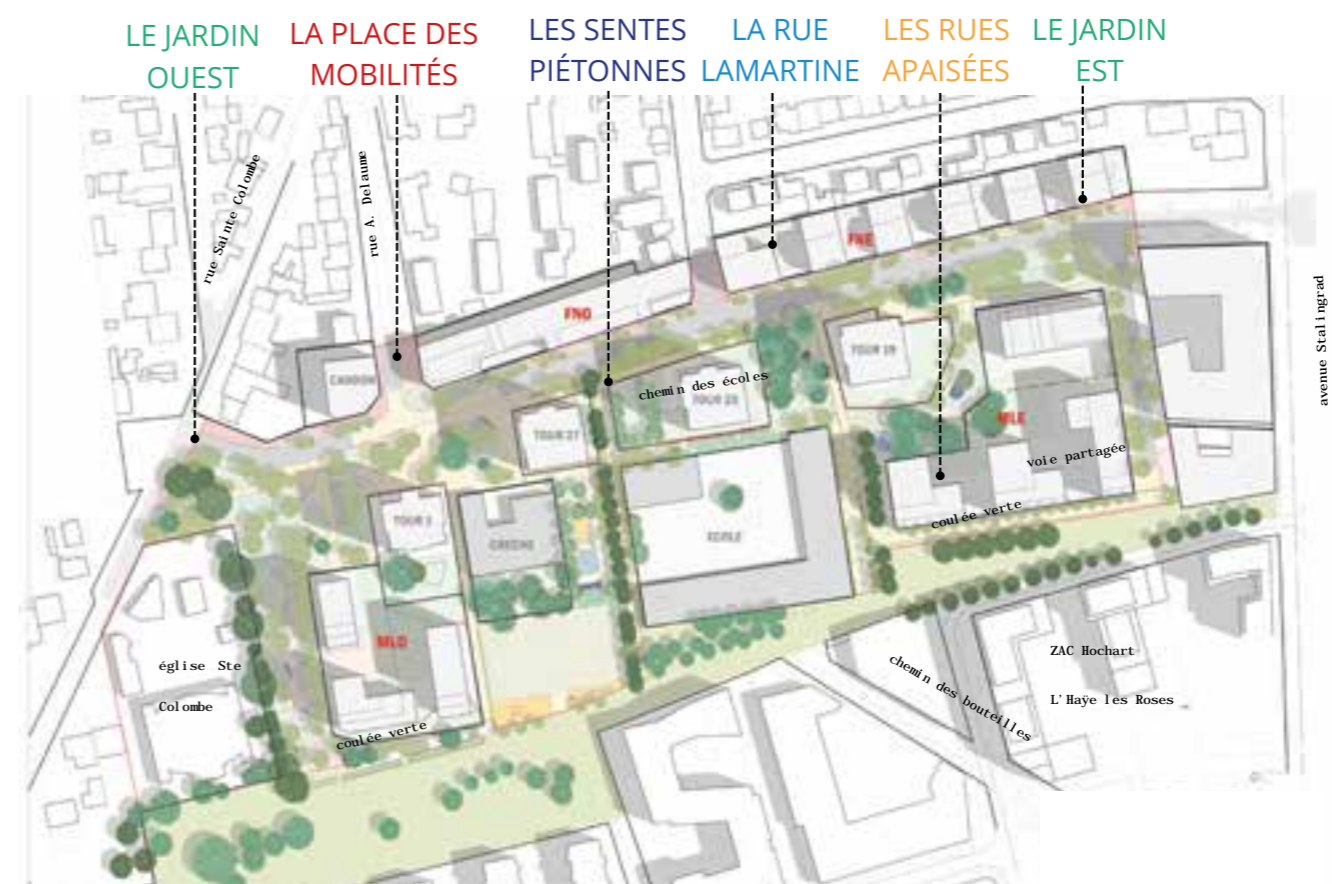 LE JARDIN
OUEST
LA PLACE DES
MOBILITÉS
LES SENTES
PIÉTONNES
LA RUE
LAMARTINE
LES RUES
APAISÉES
LE JARDIN
EST
rue Sainte Colombe
rue A. Delaume
avenue Stalingrad
FNE
FNO
TOUR 19
CARBON
chemin des écoles
TOUR 23
TOUR 27
MLE
voie partagée
coulée verte
TOUR 1
CRECHE
ECOLE
MLO
église Ste
Colombe
coulée verte
chemin des bouteilles
ZAC Hochart
L'Haÿe les Roses